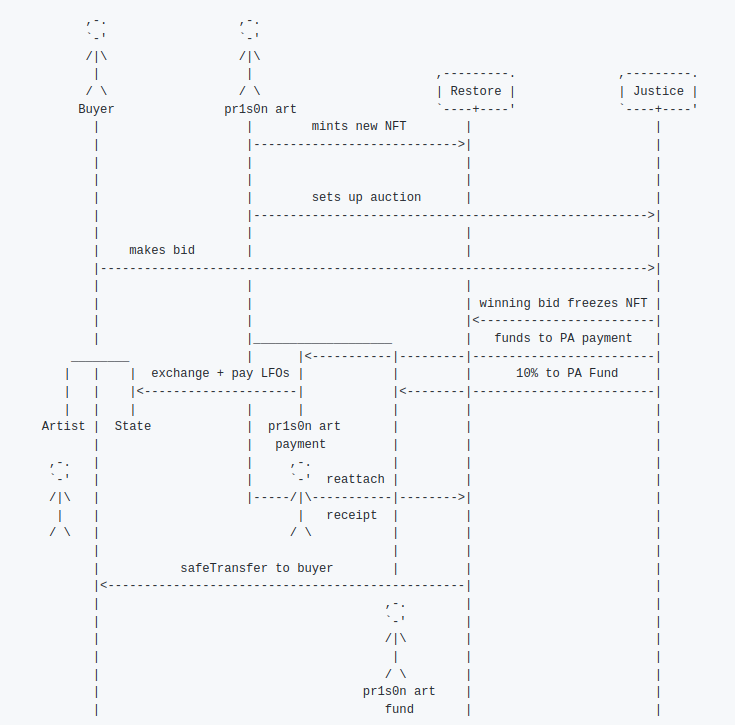 Restore Justice
Buyer pr1s0n art
mints new NFT
sets up auction
makes bid
winning bid freezes NFT
funds to PA payment
exchange + pay LFOs 10% to PA Fund
Artist State pr1s0n art
payment
reattach
receipt
safeTransfer to buyer
pr1s0n art
fund